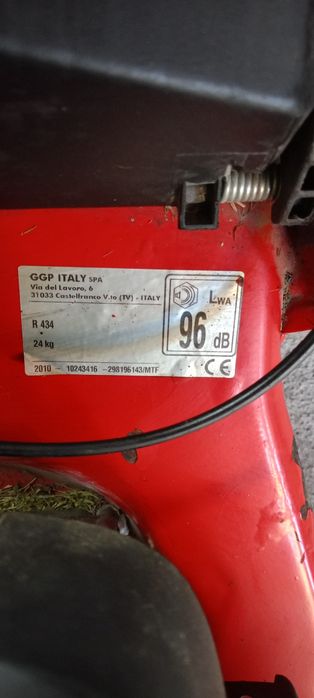 GGP ITALY SPA
Via del Lavoro, 6
31033 Castelfranco V.to (TV) - ITALY
LWA
R 434
96 dB
24 kg
2010 - 10243416 -298196143/MTF
CE